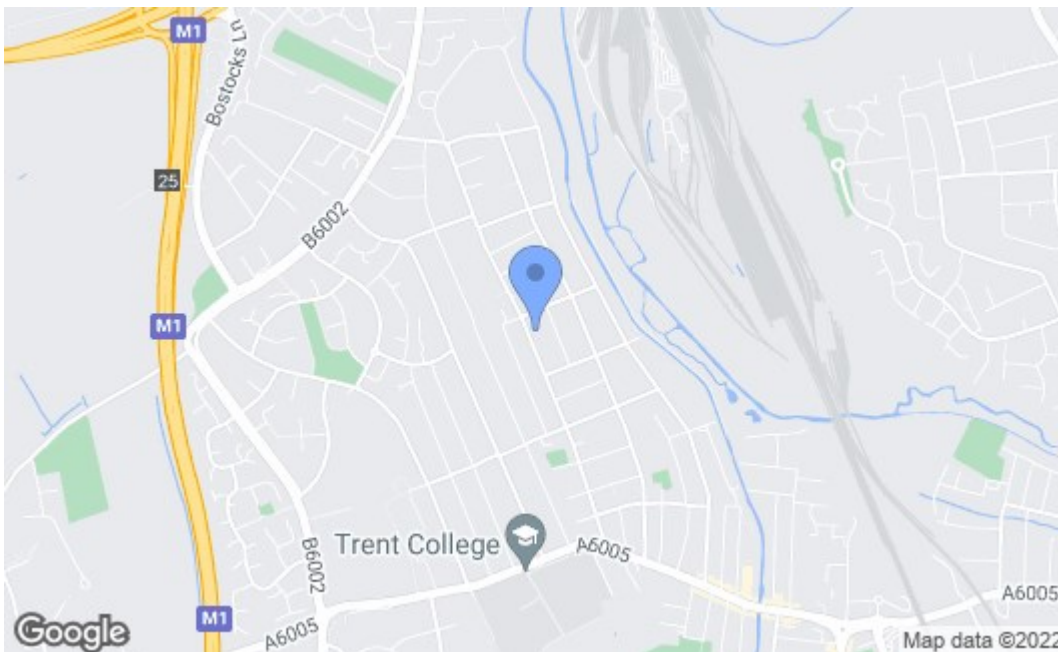 M1
Bostocks Ln
25
B6002
M1
Trent College
B6002
A6005
A6005
M1
A6005
Google
Map data ©2022